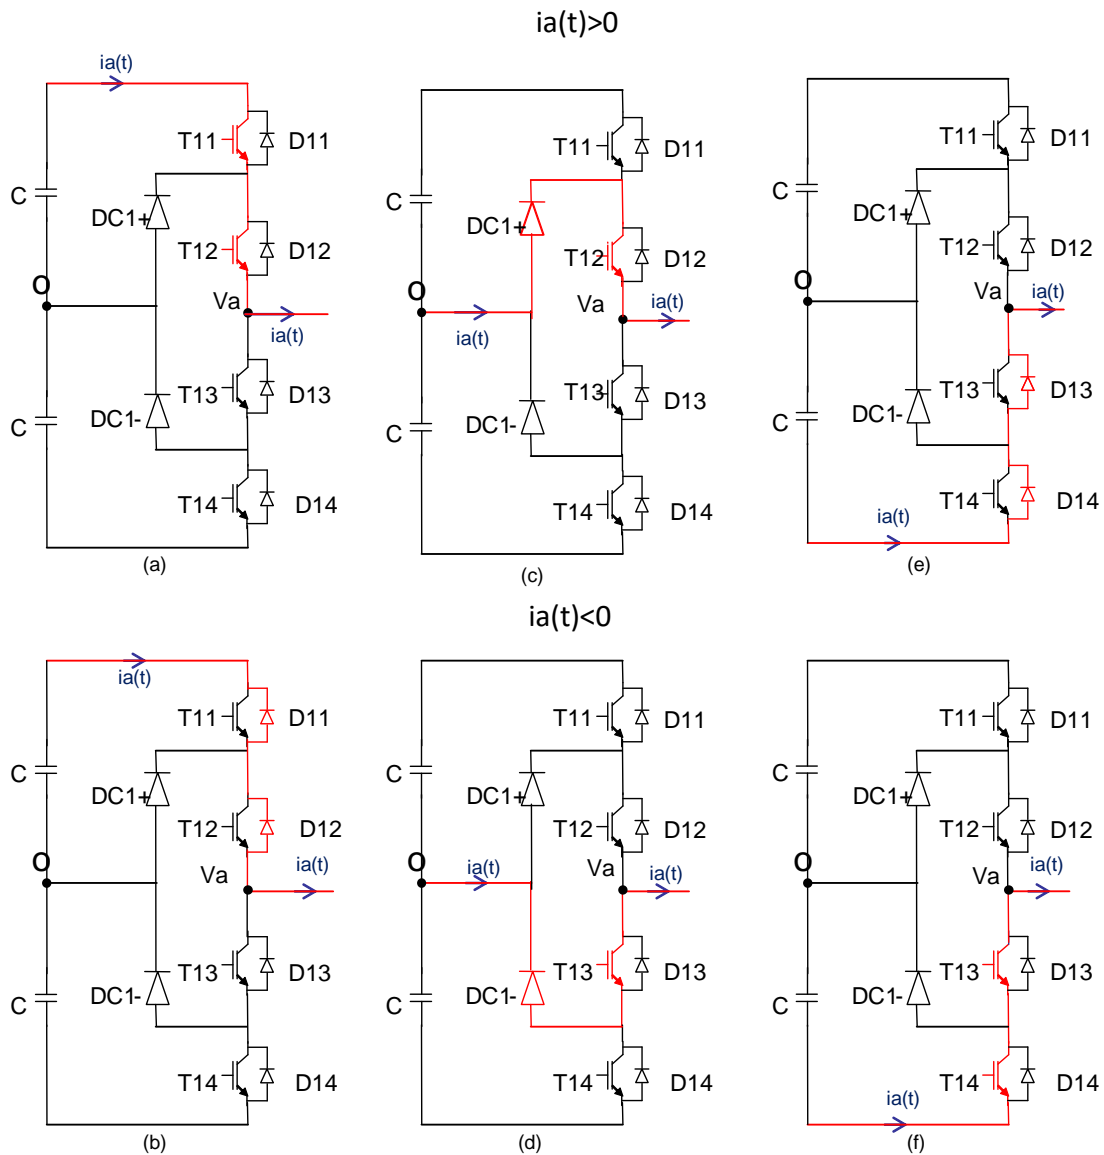 ia(t)>0
ia(t)
T11
D11
C
DC1+
T12
D12
O
Va
ia(t)
T13
D13
C
DC1-
T14
D14
(a)
T11
D11
C
DC1+
T12
D12
O
ia(t)
Va
ia(t)
T13
D13
C
DC1-
T14
D14
(c)
T11
D11
C
DC1+
T12
D12
O
Va
ia(t)
T13
D13
C
DC1-
T14
D14
ia(t)
(e)
ia(t)<0
ia(t)
T11
D11
C
DC1+
T12
D12
O
Va
ia(t)
T13
D13
C
DC1-
T14
D14
(b)
T11
D11
C
DC1+
T12
D12
O
ia(t)
Va
ia(t)
T13
D13
C
DC1-
T14
D14
(d)
T11
D11
C
DC1+
T12
D12
O
Va
ia(t)
T13
D13
C
DC1-
T14
D14
ia(t)
(f)